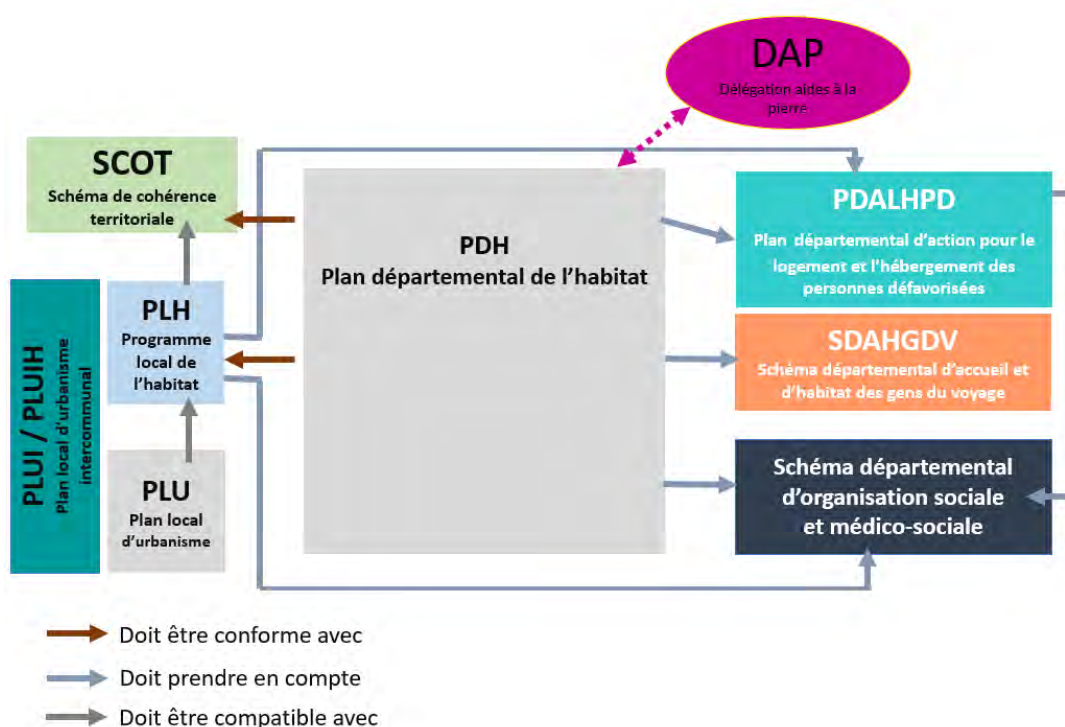 DAP
Délégation aides à la
pierre
SCOT
Schéma de cohérence
territoriale
PDH
Plan départemental de l'habitat
PDALHPD
Plan départemental d'action pour le
logement et l'hébergement des
personnes défavorisées
PLUI / PLUIH
Plan local d'urbanisme
intercommunal
PLH
Programme
local de
l'habitat
SDAHGDV
Schéma départemental d'accueil et
d'habitat des gens du voyage
PLU
Plan local
d'urbanisme
Schéma départemental
d'organisation sociale
et médico-sociale
Doit être conforme avec
Doit prendre en compte
Doit être compatible avec